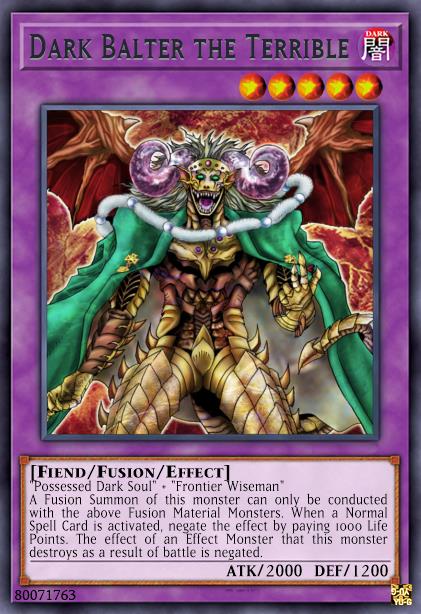 DARK BALTER THE TERRIBLE
DARK
闇
[FIEND/FUSION/EFFECT]
"Possessed Dark Soul" + "Frontier Wiseman"
A Fusion Summon of this monster can only be conducted
with the above Fusion Material Monsters. When a Normal
Spell Card is activated, negate the effect by paying 1000 Life
Points. The effect of an Effect Monster that this monster
destroys as a result of battle is negated.
ATK/2000 DEF/1200
80071763